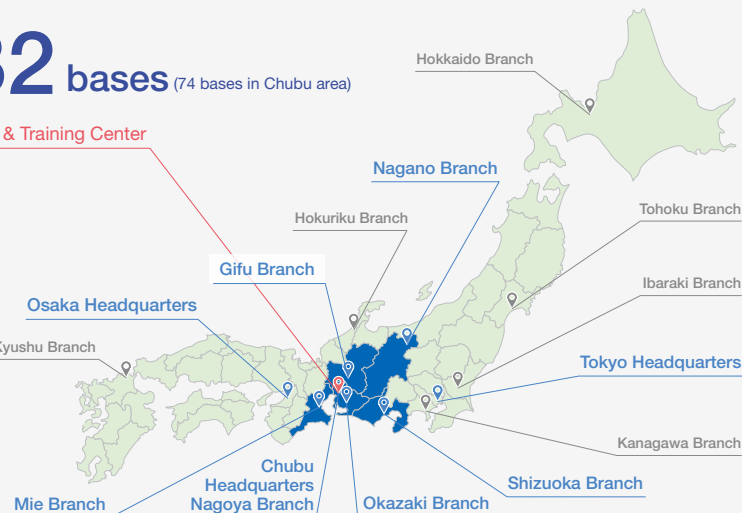 2 bases (74 bases in Chubu area)
Hokkaido Branch
& Training Center
Nagano Branch
Hokuriku Branch
Tohoku Branch
Gifu Branch
Ibaraki Branch
Osaka Headquarters
Kyushu Branch
Tokyo Headquarters
Kanagawa Branch
Chubu
Headquarters
Nagoya Branch
Shizuoka Branch
Mie Branch
Okazaki Branch